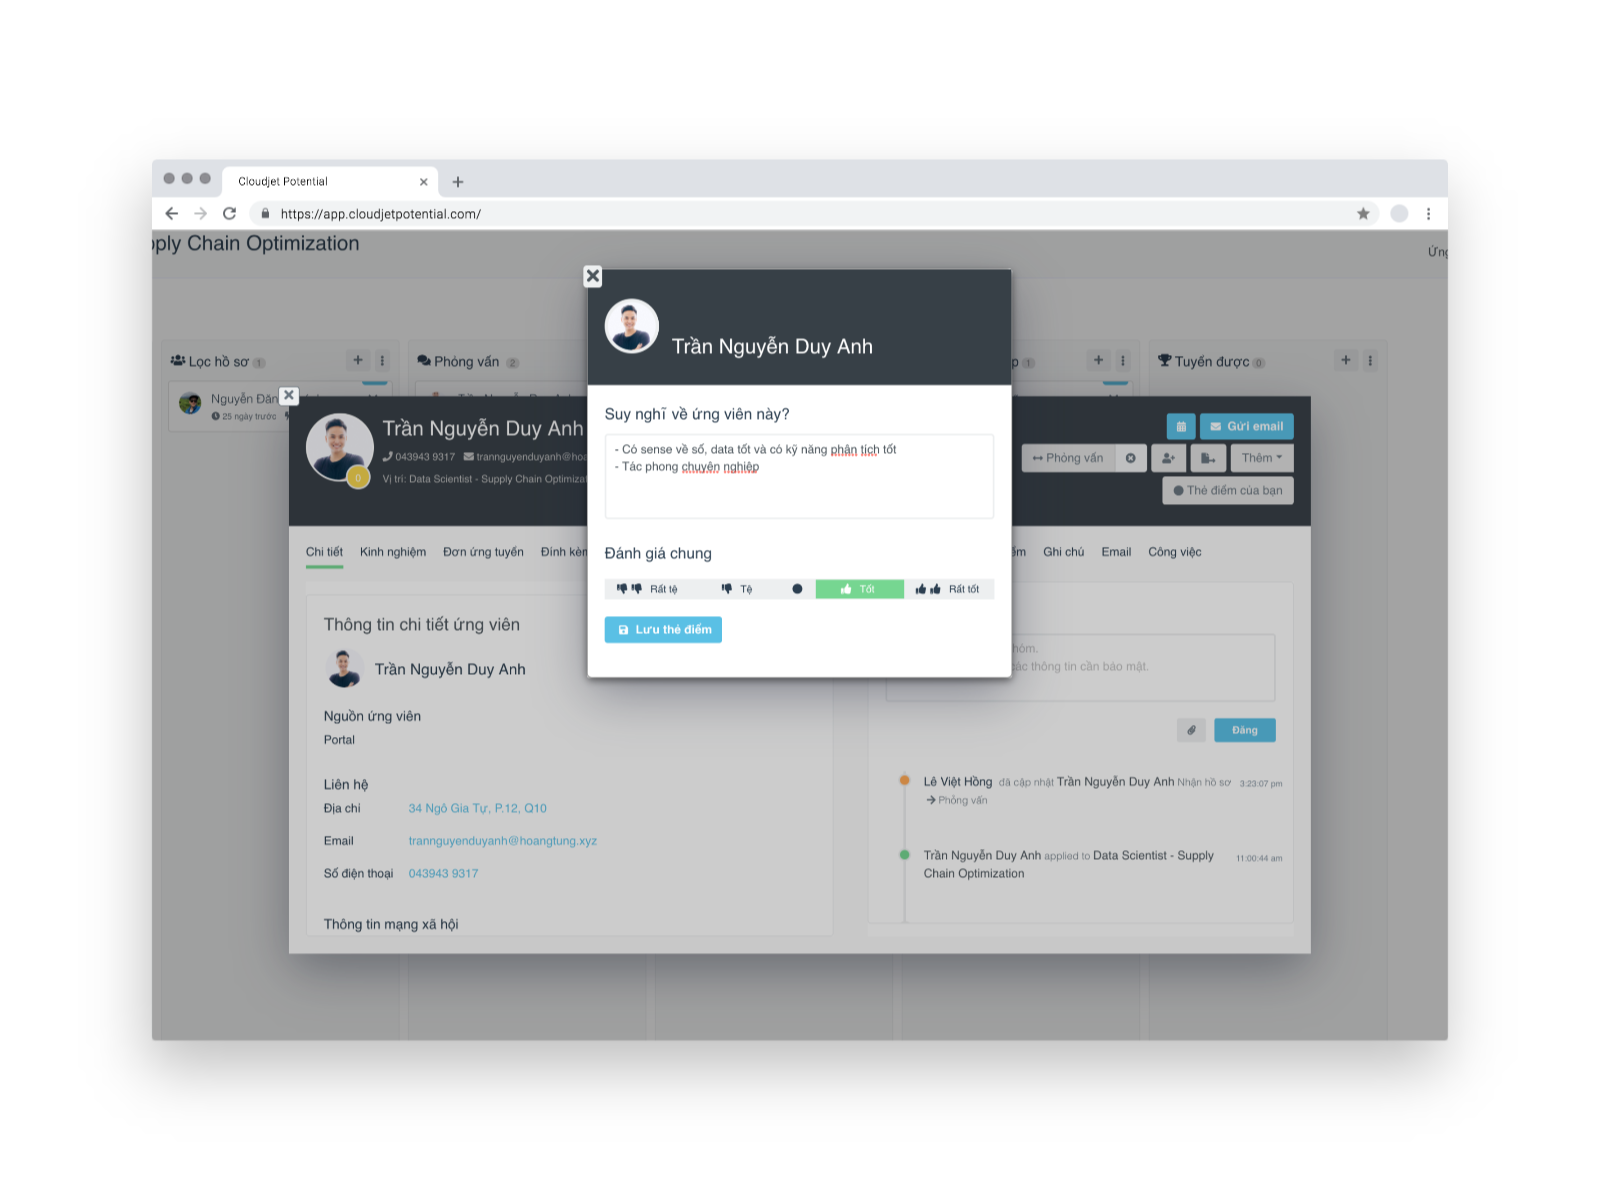 Cloudjet Potential
https://app.cloudjetpotential.com/
pply Chain Optimization
Lọc hồ sơ 1
Phỏng vấn 2
1
Tuyển được 0
25 ngày trước
Trần Nguyễn Duy Anh
Suy nghĩ về ứng viên này?
- Có sense về số, data tốt và có kỹ năng phân tích tốt
- Tác phong chuyên nghiệp
Đánh giá chung
Rất tệ
Tệ
Tốt
Rất tốt
Lưu thẻ điểm
Trần Nguyễn Duy Anh
043943 9317 trannguyenduyanh@hoa
0
Vị trí: Data Scientist - Supply Chain Optimizat
Gửi email
Phỏng vấn
Thêm
Thẻ điểm của bạn
Chi tiết
Kinh nghiệm
Đơn ứng tuyển
Đính kèm
Ghi chú
Email
Công việc
Thông tin chi tiết ứng viên
Trần Nguyễn Duy Anh
Nguồn ứng viên
Portal
Liên hệ
Địa chỉ 34 Ngô Gia Tự, P.12, Q10
Email trannguyenduyanh@hoangtung.xyz
Số điện thoại 043943 9317
Thông tin mạng xã hội
nhóm.
các thông tin cần bảo mật.
Đăng
Lê Việt Hồng đã cập nhật Trần Nguyễn Duy Anh Nhận hồ sơ 3:23:07 pm
Phỏng vấn
Trần Nguyễn Duy Anh applied to Data Scientist - Supply 11:00:44 am
Chain Optimization